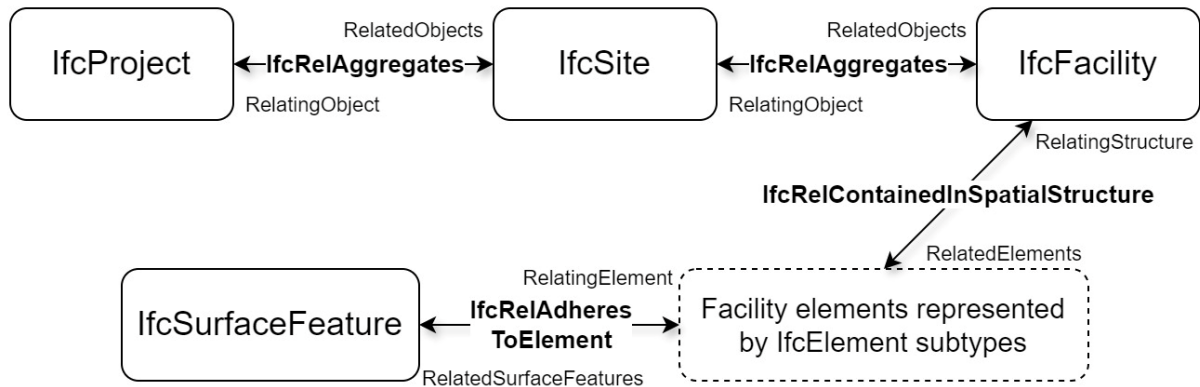 RelatedObjects
RelatedObjects
IfcProject
IfcRelAggregates
IfcSite
IfcRelAggregates
IfcFacility
RelatingObject
RelatingObject
RelatingStructure
IfcRelContainedInSpatialStructure
RelatedElements
RelatingElement
IfcSurfaceFeature
IfcRelAdheres
ToElement
Facility elements represented
by IfcElement subtypes
RelatedSurfaceFeatures